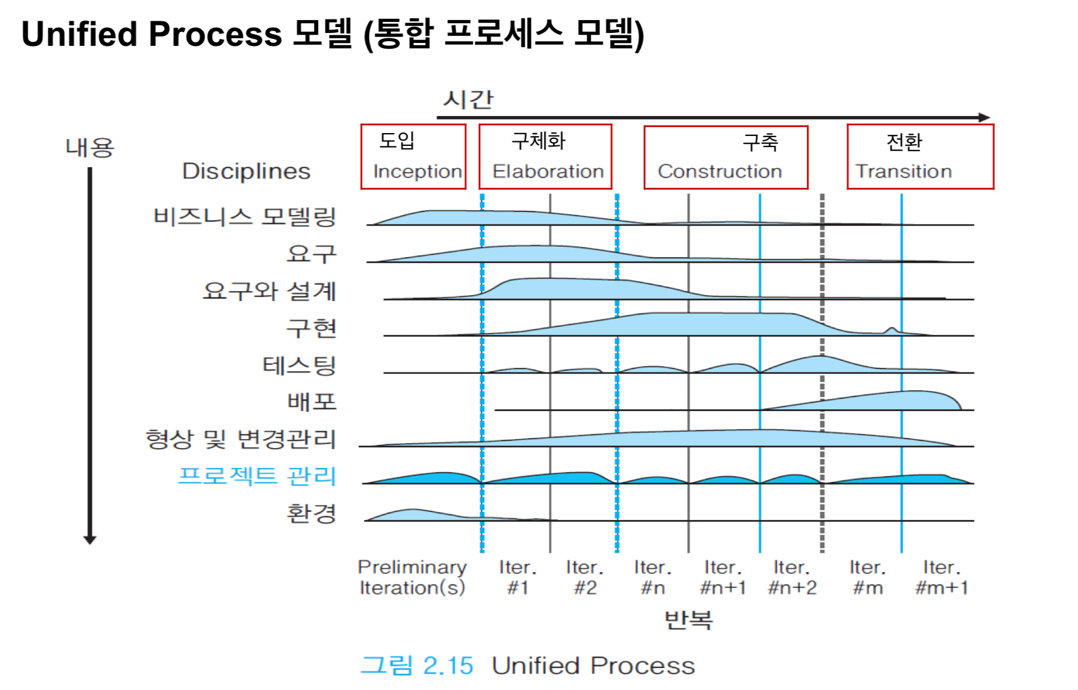 Unified Process 모델 (통합 프로세스 모델)
시간
내용
도입
구체화
구축
전환
Disciplines
Inception
Elaboration
Construction
Transition
비즈니스 모델링
요구
요구와 설계
구현
테스팅
배포
형상 및 변경관리
프로젝트 관리
환경
Preliminary
Iteration(s)
Iter.
#1
Iter.
#2
Iter.
#n
Iter.
#n+1
Iter.
#n+2
Iter.
#m
Iter.
#m+1
반복
그림 2.15 Unified Process